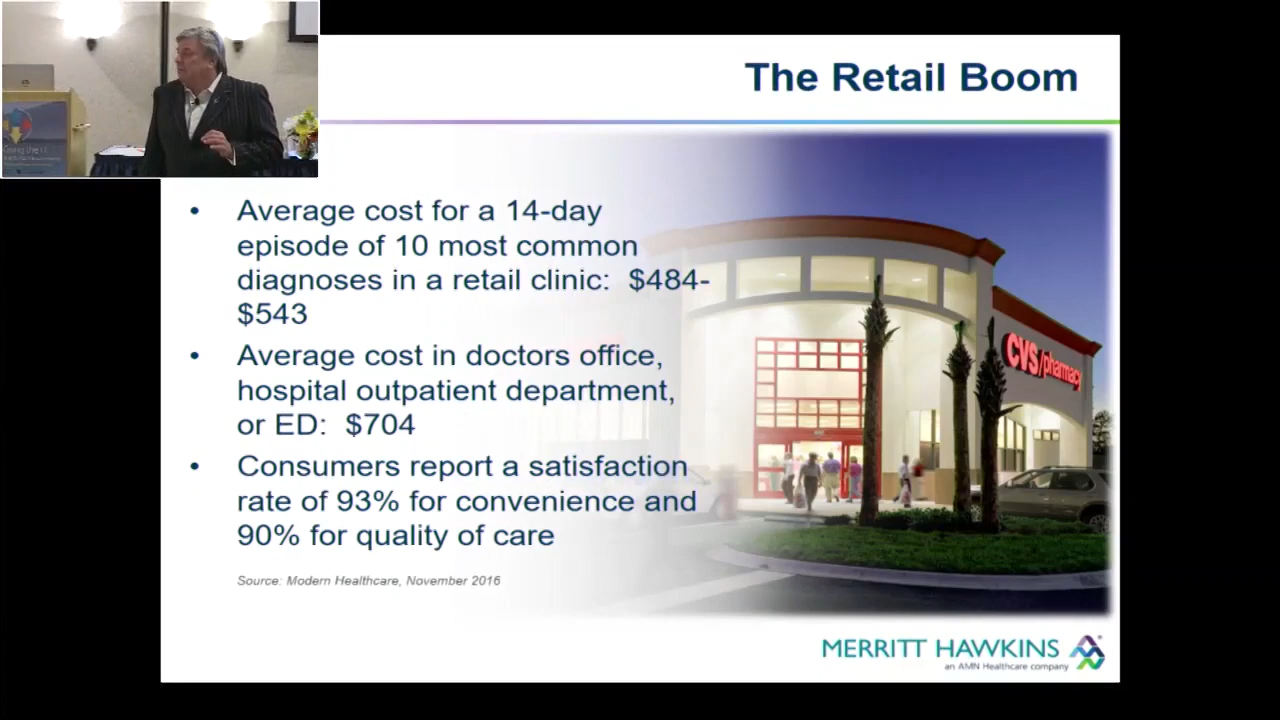 The Retail Boom
• Average cost for a 14-day
episode of 10 most common
diagnoses in a retail clinic: $484-
$543
• Average cost in doctors office,
hospital outpatient department,
or ED: $704
• Consumers report a satisfaction
rate of 93% for convenience and
90% for quality of care
Source: Modern Healthcare, November 2016
CVS/pharmacy
MERRITT HAWKINS
an AMN Healthcare company